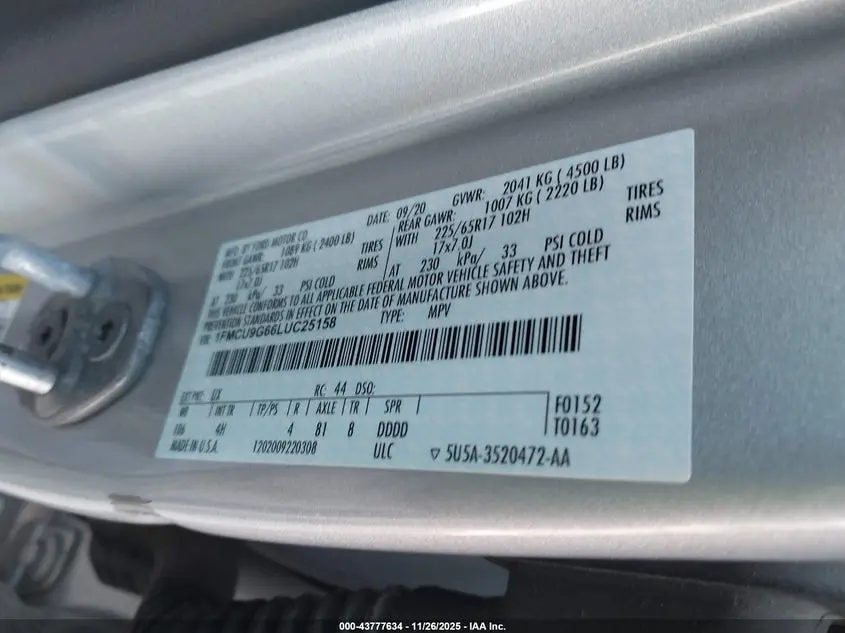 MFD. BY FORD MOTOR CO.
DATE: 09/20 GVWR: 2041 KG ( 4500 LB)
FRONT GAWR: 1089 KG ( 2400 LB) REAR GAWR: 1007 KG ( 2220 LB)
WITH 225/65R17 102H TIRES WITH 225/65R17 102H TIRES
17x7.0J RIMS 17x7.0J RIMS
AT 230 kPa/ 33 PSI COLD AT 230 kPa/ 33 PSI COLD
THIS VEHICLE CONFORMS TO ALL APPLICABLE FEDERAL MOTOR VEHICLE SAFETY AND THEFT
PREVENTION STANDARDS IN EFFECT ON THE DATE OF MANUFACTURE SHOWN ABOVE.
VIN: 1FMCU9G66LUC25158 TYPE: MPV
EXT PNT: UX RC: 44 DSO:
WB INT TR TP/PS R AXLE TR SPR
106 4H 4 81 8 DDDD
F0152
T0163
MADE IN U.S.A. 1202009220308 ULC ▽ 5U5A-3520472-AA
000-43777634 | 11/26/2025 - IAA Inc.